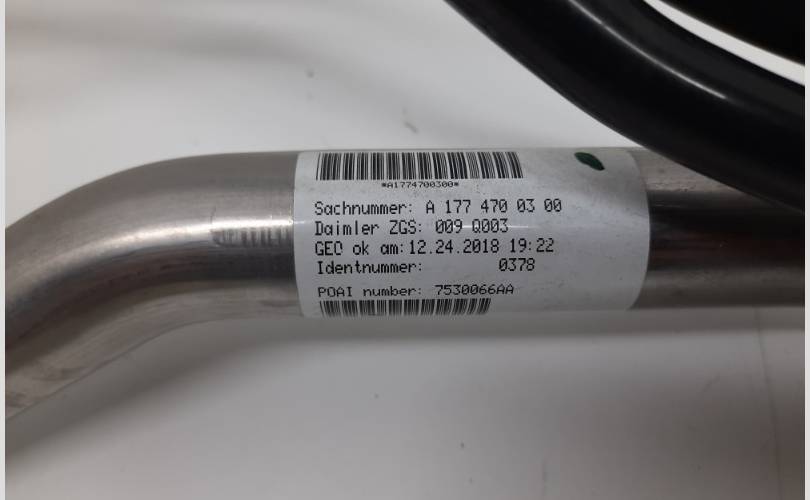 *A1774700300*
Sachnummer: A 177 470 03 00
Daimler ZGS: 009 Q003
GEO ok am:12.24.2018 19:22
Identnummer: 0378
POAI number: 7530066AA